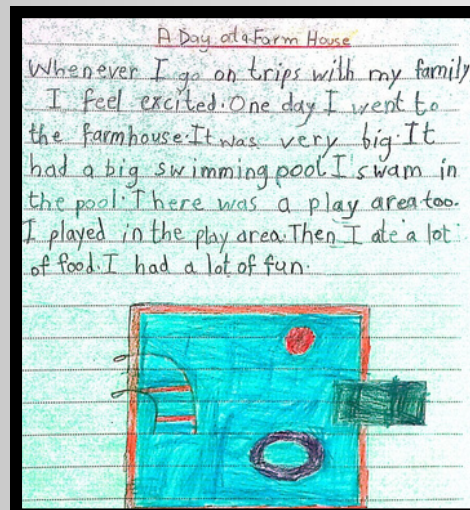 A Day at a Farm House
Whenever I go on trips with my family
I feel excited. One day I went to
the farmhouse. It was very big. It
had a big swimming pool I swam in
the pool. There was a play area too.
I played in the play area. Then I ate a lot
of food. I had a lot of fun.